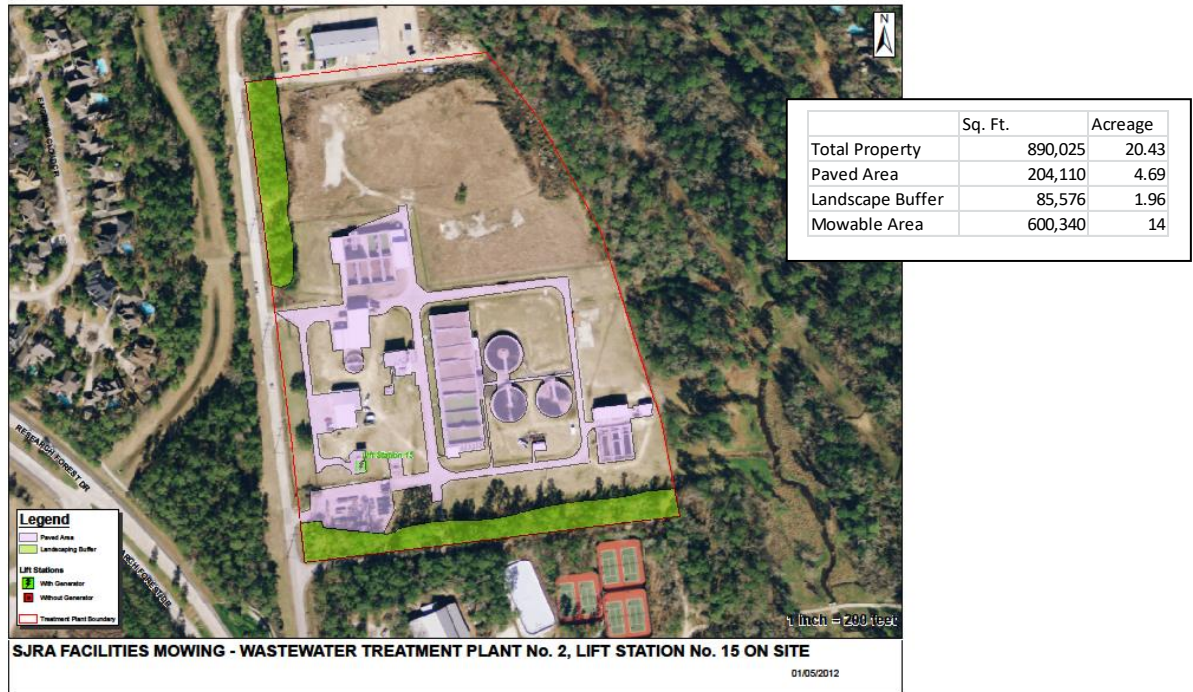 N
Sq. Ft. Acreage
Total Property 890,025 20.43
Paved Area 204,110 4.69
Landscape Buffer 85,576 1.96
Mowable Area 600,340 14
RESEARCH FOREST DR
Lift Station 15
Legend
Paved Area
Landscaping Buffer
Lift Stations
With Generator
Without Generator
Treatment Plant Boundary
1 inch = 200 feet
SJRA FACILITIES MOWING - WASTEWATER TREATMENT PLANT No. 2, LIFT STATION No. 15 ON SITE
01/05/2012